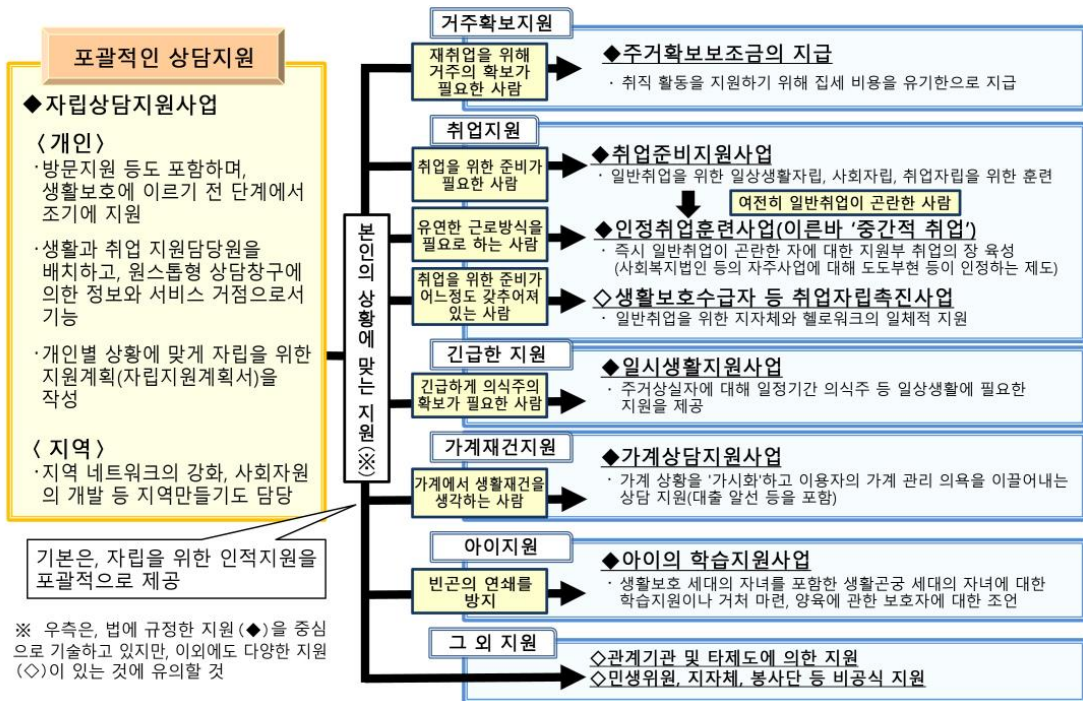 포괄적인 상담지원
◆자립상담지원사업
〈개인〉
·방문지원 등도 포함하며,
생활보호에 이르기 전 단계에서
조기에 지원
·생활과 취업 지원담당원을
배치하고, 원스톱형 상담창구에
의한 정보와 서비스 거점으로서
기능
·개인별 상황에 맞게 자립을 위한
지원계획(자립지원계획서)을
작성
〈지역〉
·지역 네트워크의 강화, 사회자원
의 개발 등 지역만들기도 담당
기본은, 자립을 위한 인적지원을
포괄적으로 제공
※ 우측은, 법에 규정한 지원(◆)을 중심
으로 기술하고 있지만, 이외에도 다양한 지원
(◇)이 있는 것에 유의할 것
본인의 상황에 맞는 지원(※)
거주확보지원
재취업을 위해
거주의 확보가
필요한 사람
◆주거확보보조금의 지급
· 취직 활동을 지원하기 위해 집세 비용을 유기한으로 지급
취업지원
취업을 위한 준비가
필요한 사람
◆취업준비지원사업
· 일반취업을 위한 일상생활자립, 사회자립, 취업자립을 위한 훈련
여전히 일반취업이 곤란한 사람
유연한 근로방식을
필요로 하는 사람
◆인정취업훈련사업(이른바 '중간적 취업')
· 즉시 일반취업이 곤란한 자에 대한 지원부 취업의 장 육성
(사회복지법인 등의 자주사업에 대해 도도부현 등이 인정하는 제도)
취업을 위한 준비가
어느정도 갖추어져
있는 사람
◇생활보호수급자 등 취업자립촉진사업
· 일반취업을 위한 지자체와 헬로워크의 일체적 지원
긴급한 지원
긴급하게 의식주의
확보가 필요한 사람
◆일시생활지원사업
· 주거상실자에 대해 일정기간 의식주 등 일상생활에 필요한
지원을 제공
가계재건지원
가계에서 생활재건을
생각하는 사람
◆가계상담지원사업
· 가계 상황을 '가시화'하고 이용자의 가계 관리 의욕을 이끌어내는
상담 지원(대출 알선 등을 포함)
아이지원
빈곤의 연쇄를
방지
◆아이의 학습지원사업
· 생활보호 세대의 자녀를 포함한 생활곤궁 세대의 자녀에 대한
학습지원이나 거처 마련, 양육에 관한 보호자에 대한 조언
그 외 지원
◇관계기관 및 타제도에 의한 지원
◇민생위원, 지자체, 봉사단 등 비공식 지원